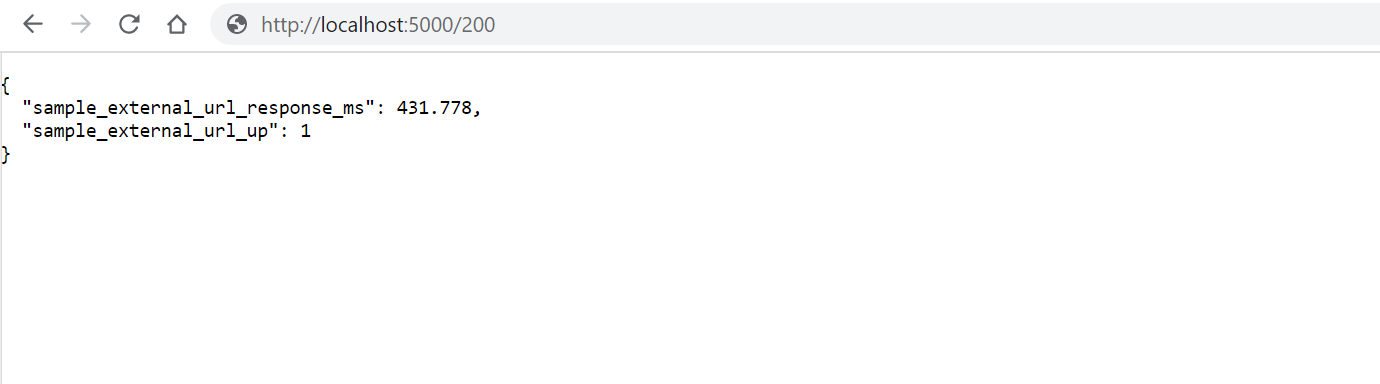 http://localhost:5000/200
{
  "sample_external_url_response_ms": 431.778,
  "sample_external_url_up": 1
}